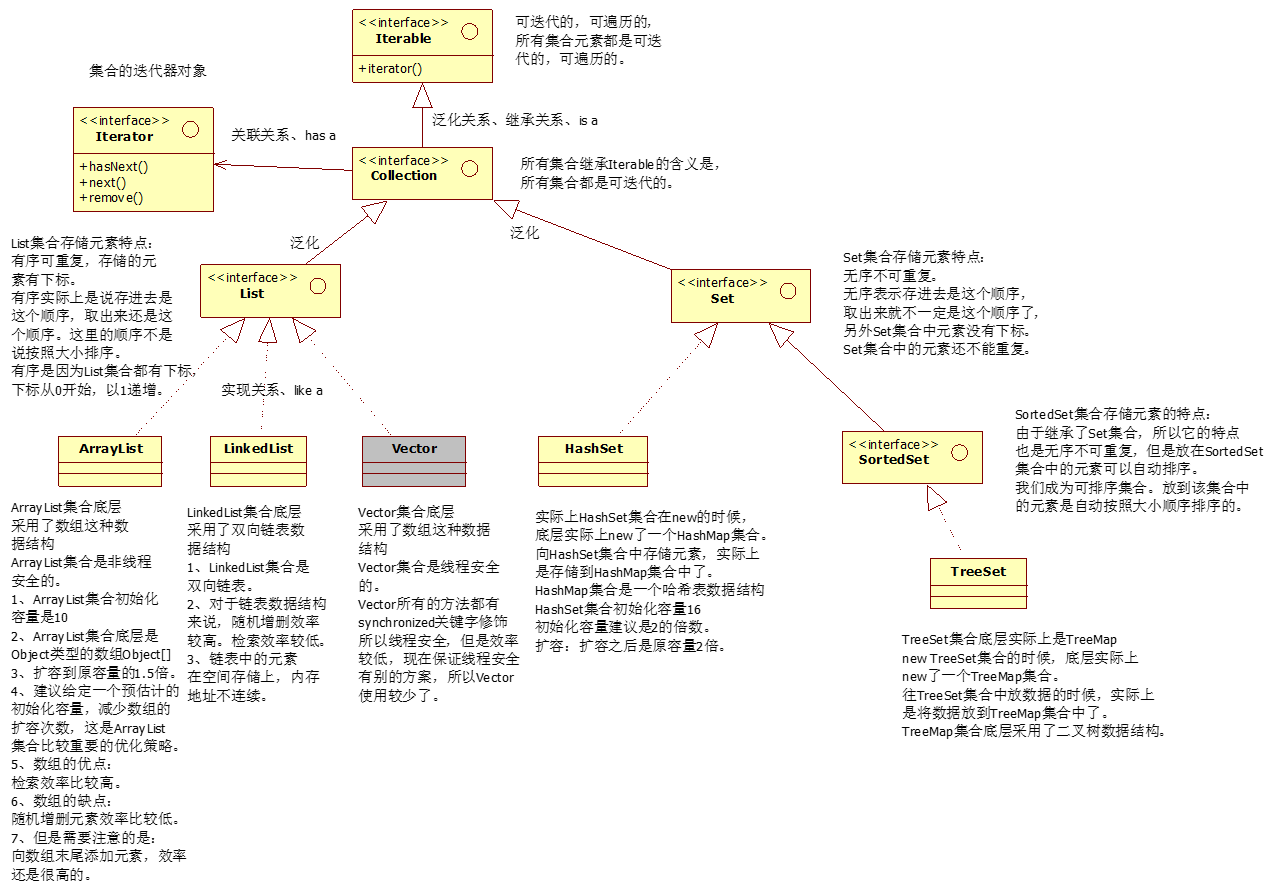 <<interface>>
Iterable
+iterator()
可迭代的，可遍历的，
所有集合元素都是可迭
代的，可遍历的。
集合的迭代器对象
<<interface>>
Iterator
+hasNext()
+next()
+remove()
关联关系、has a
泛化关系、继承关系、is a
<<interface>>
Collection
所有集合继承Iterable的含义是，
所有集合都是可迭代的。
List集合存储元素特点：
有序可重复，存储的元
素有下标。
有序实际上是说存进去是
这个顺序，取出来还是这
个顺序。这里的顺序不是
说按照大小排序。
有序是因为List集合都有下标，
下标从0开始，以1递增。
泛化
泛化
<<interface>>
List
<<interface>>
Set
Set集合存储元素特点：
无序不可重复。
无序表示存进去是这个顺序，
取出来就不一定是这个顺序了，
另外Set集合中元素没有下标。
Set集合中的元素还不能重复。
实现关系、like a
ArrayList
LinkedList
Vector
HashSet
<<interface>>
SortedSet
SortedSet集合存储元素的特点：
由于继承了Set集合，所以它的特点
也是无序不可重复，但是放在SortedSet
集合中的元素可以自动排序。
我们成为可排序集合。放到该集合中
的元素是自动按照大小顺序排序的。
ArrayList集合底层
采用了数组这种数
据结构
ArrayList集合是非线程
安全的。
1、ArrayList集合初始化
容量是10
2、ArrayList集合底层是
Object类型的数组Object[]
3、扩容到原容量的1.5倍。
4、建议给定一个预估计的
初始化容量，减少数组的
扩容次数，这是ArrayList
集合比较重要的优化策略。
5、数组的优点：
检索效率比较高。
6、数组的缺点：
随机增删元素效率比较低。
7、但是需要注意的是：
向数组末尾添加元素，效率
还是很高的。
LinkedList集合底层
采用了双向链表数
据结构
1、LinkedList集合是
双向链表。
2、对于链表数据结构
来说，随机增删效率
较高。检索效率较低。
3、链表中的元素
在空间存储上，内存
地址不连续。
Vector集合底层
采用了数组这种数据
结构
Vector集合是线程安全
的。
Vector所有的方法都有
synchronized关键字修饰
所以线程安全，但是效率
较低，现在保证线程安全
有别的方案，所以Vector
使用较少了。
实际上HashSet集合在new的时候，
底层实际上new了一个HashMap集合。
向HashSet集合中存储元素，实际上
是存储到HashMap集合中了。
HashMap集合是一个哈希表数据结构
HashSet集合初始化容量16
初始化容量建议是2的倍数。
扩容：扩容之后是原容量2倍。
TreeSet
TreeSet集合底层实际上是TreeMap
new TreeSet集合的时候，底层实际上
new了一个TreeMap集合。
往TreeSet集合中放数据的时候，实际上
是将数据放到TreeMap集合中了。
TreeMap集合底层采用了二叉树数据结构。